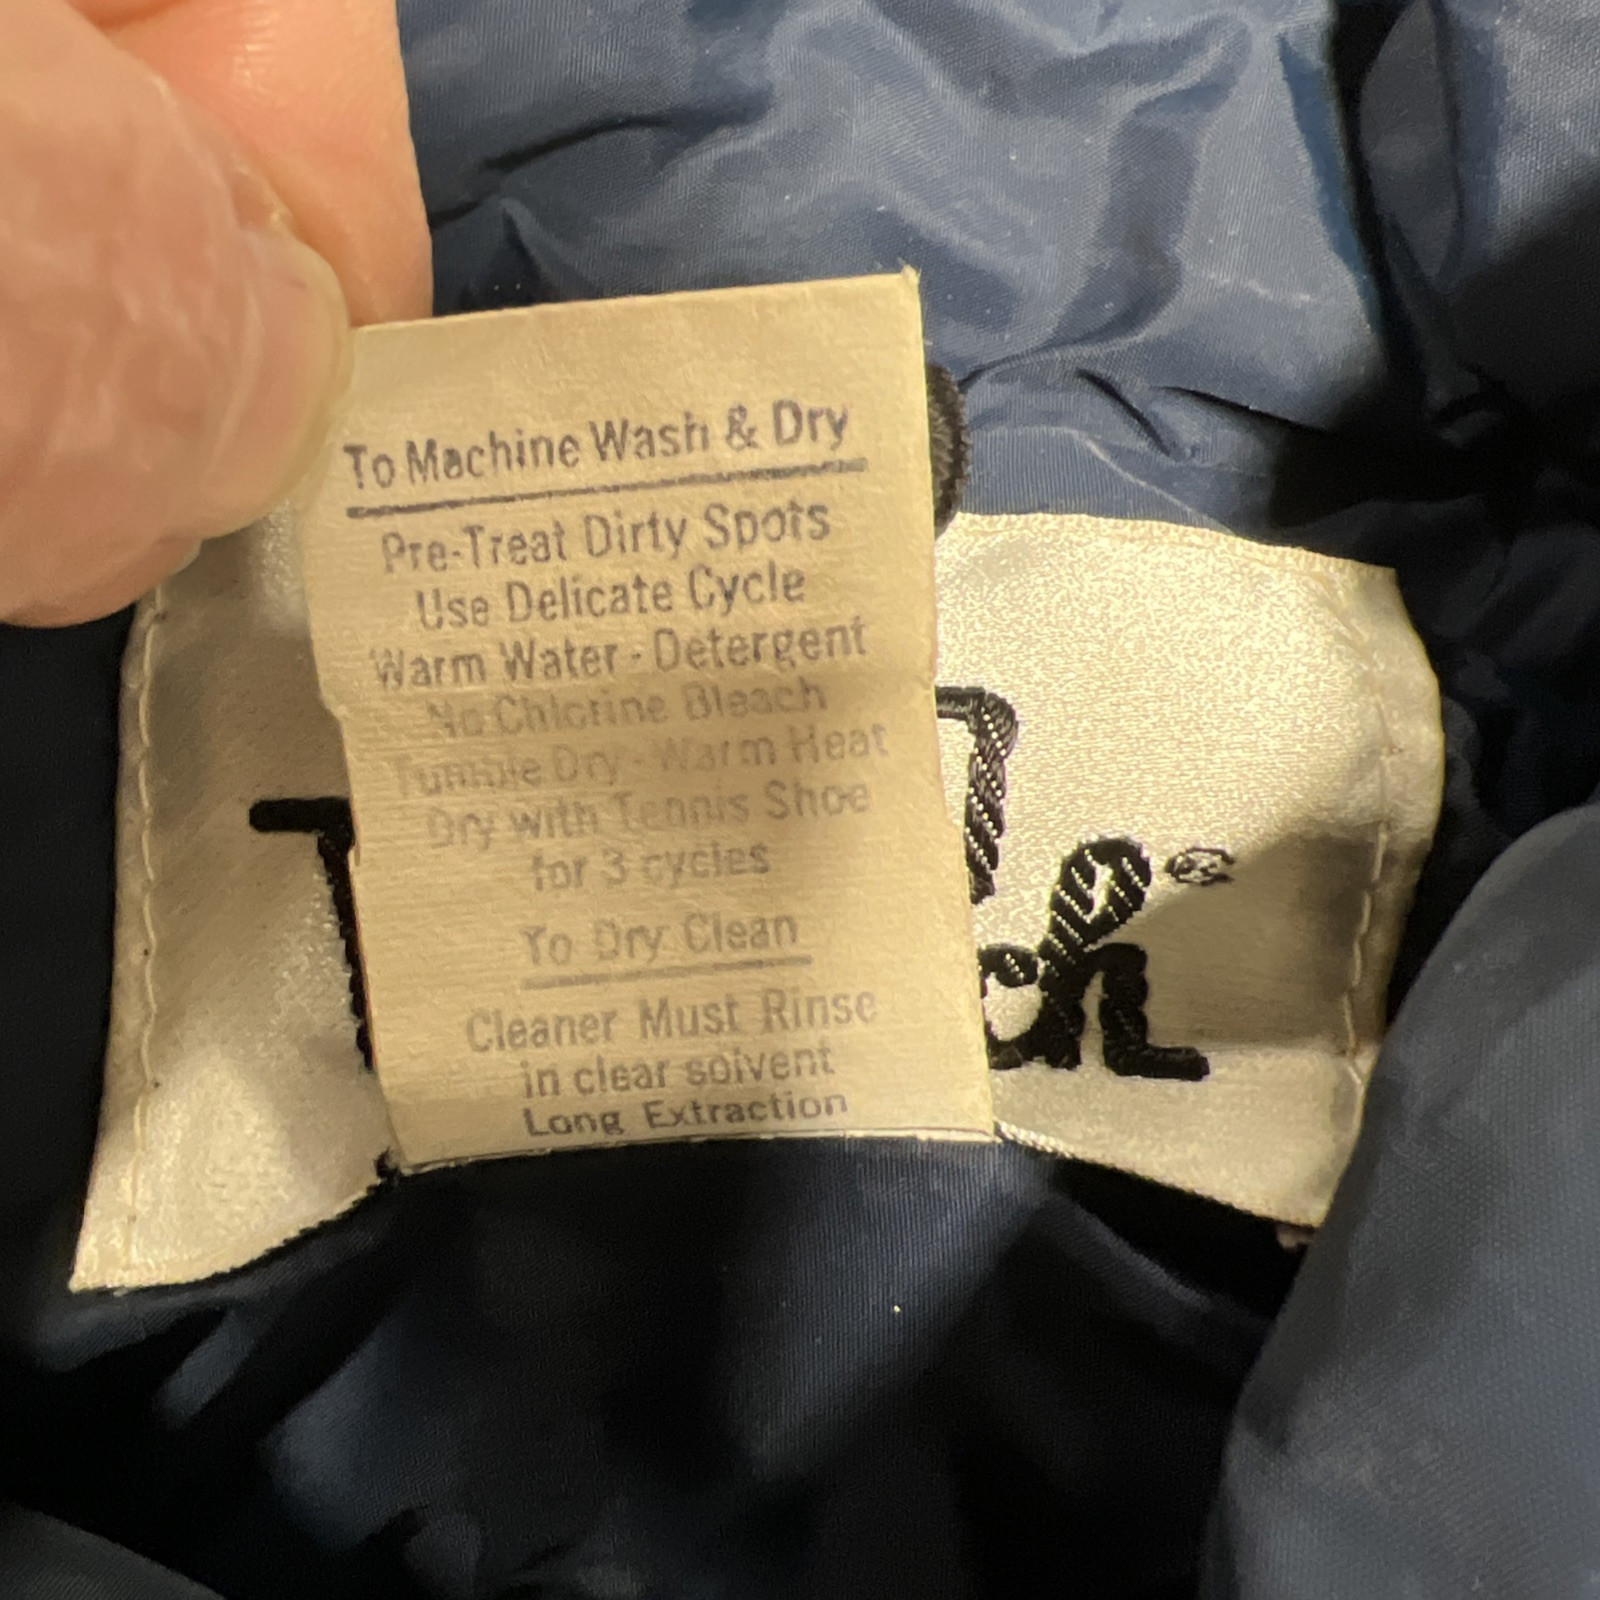 To Machine Wash & Dry
Pre-Treat Dirty Spots
Use Delicate Cycle
Warm Water - Detergent
No Chlorine Bleach
Tumble Dry - Warm Heat
Dry with Tennis Shoe
for 3 cycles
To Dry Clean
Cleaner Must Rinse
in clear solvent
Long Extraction